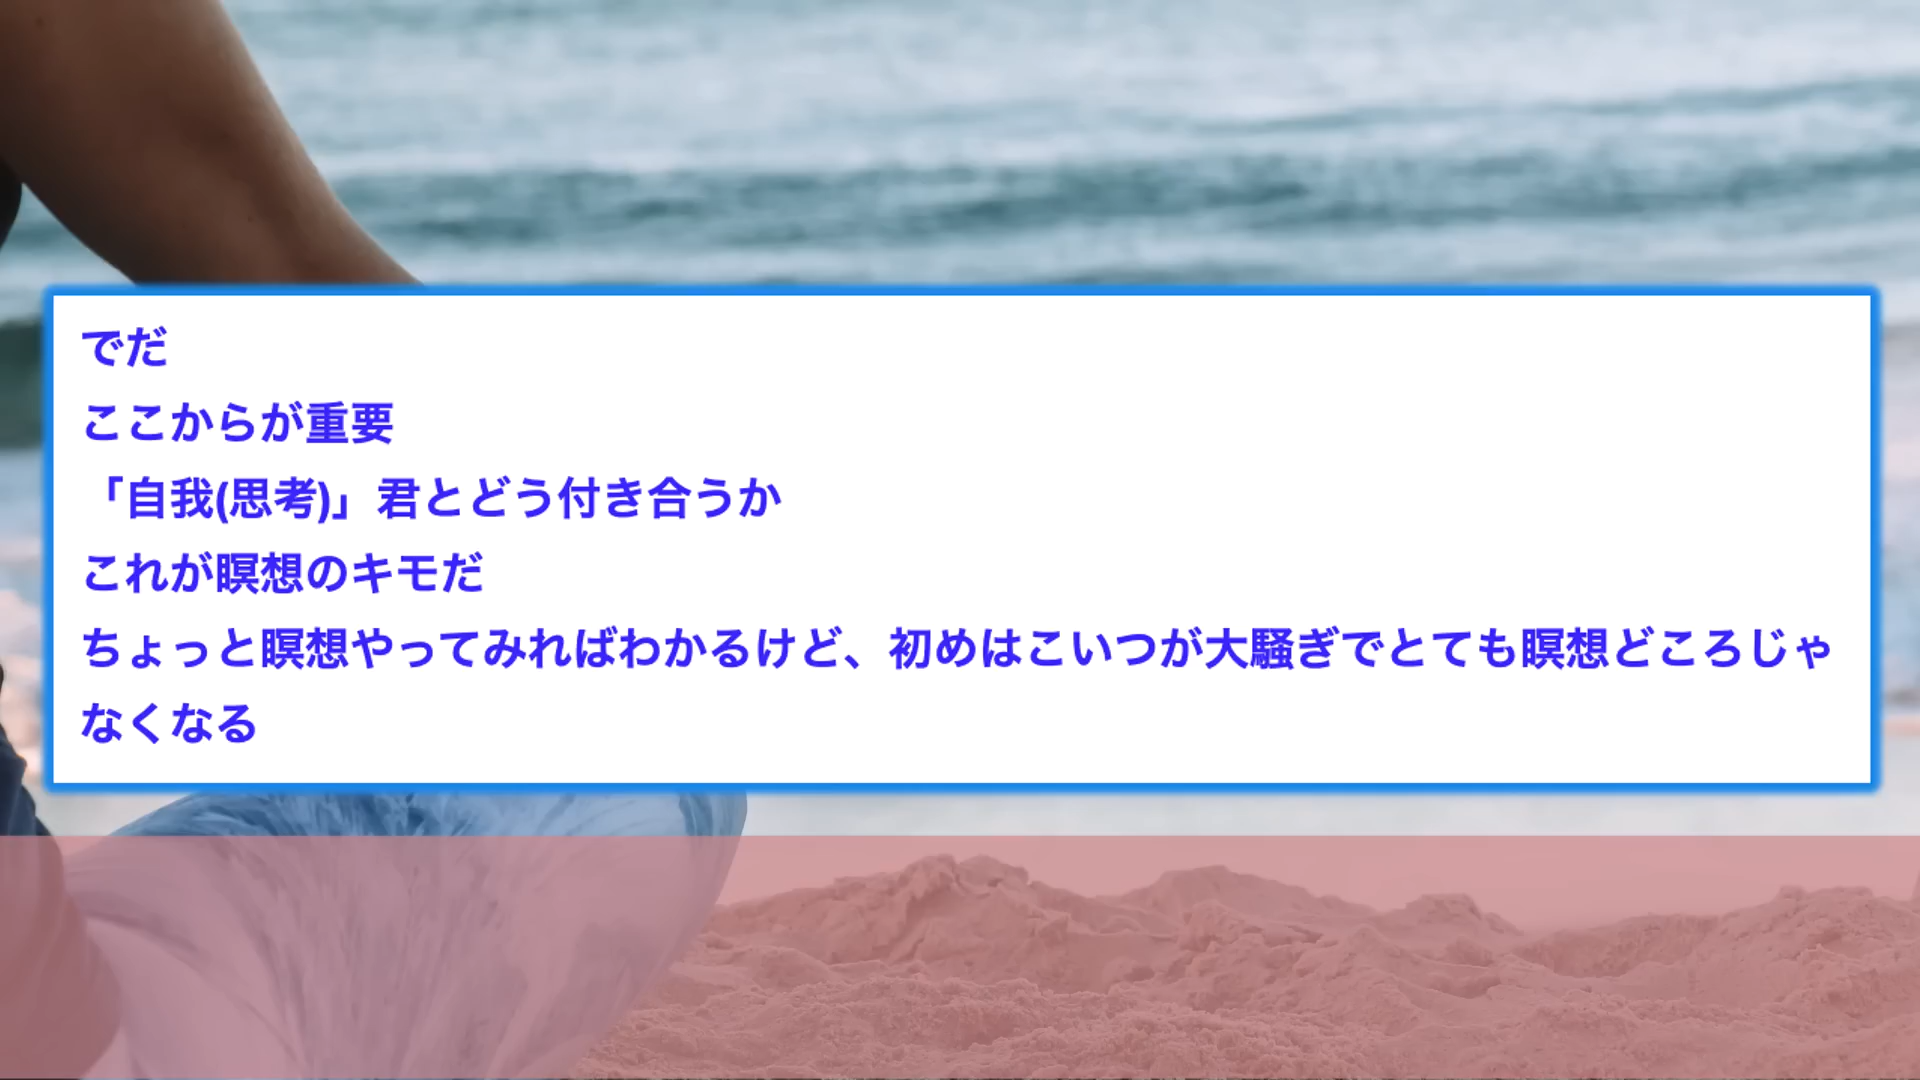 でだ
ここからが重要
「自我(思考)」君とどう付き合うか
これが瞑想のキモだ
ちょっと瞑想やってみればわかるけど、初めはこいつが大騒ぎでとても瞑想どころじゃ
なくなる